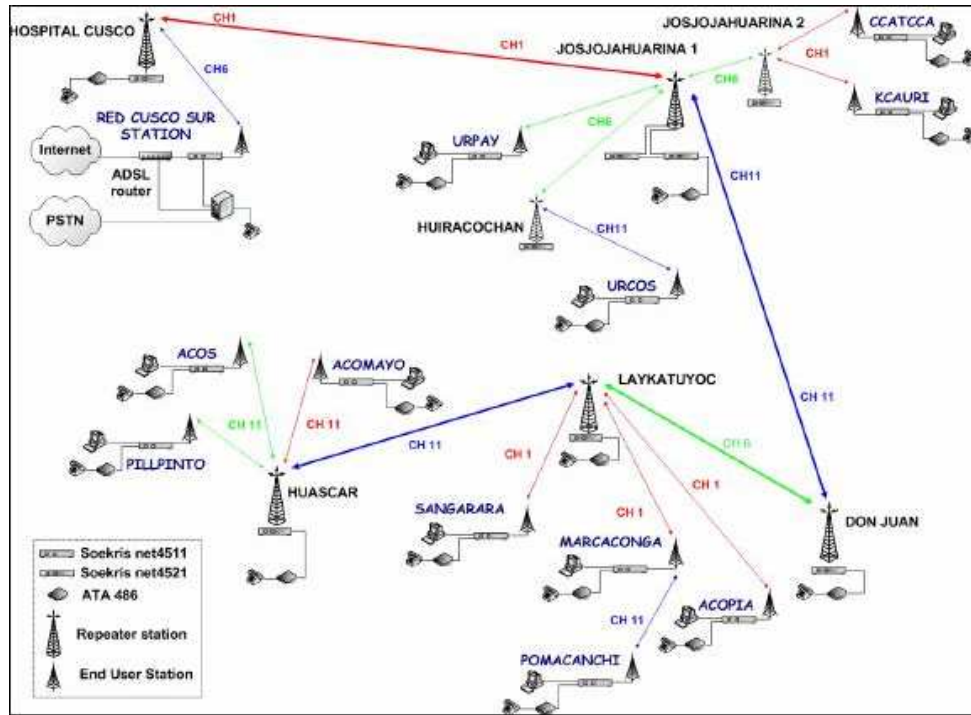 HOSPITAL CUSCO
CH1
CH1
JOSJOJAHUARINA 2
JOSJOJAHUARINA 1
CCATCCA
CH1
KCAURI
CH6
CH6
CH6
RED CUSCO SUR
STATION
Internet
ADSL
router
PSTN
URPAY
HUIRACOCHAN
CH11
CH11
URCOS
ACOS
ACOMAYO
LAYKATUYOC
CH 11
CH 11
CH 11
CH 11
CH 6
PILLPINTO
HUASCAR
CH 1
CH 1
CH 1
SANGARARA
MARCACONGA
DON JUAN
ACOPIA
CH 11
POMACANCHI
Soekris net4511
Soekris net4521
ATA 486
Repeater station
End User Station